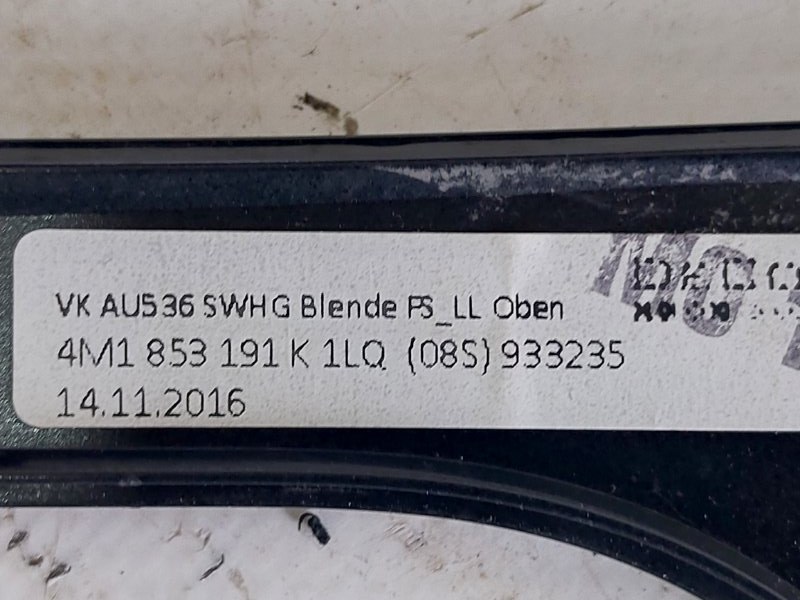 VK AU536 SWHG Blende FS_LL Oben
4M1 853 191 K 1LQ (08S) 933235
14.11.2016